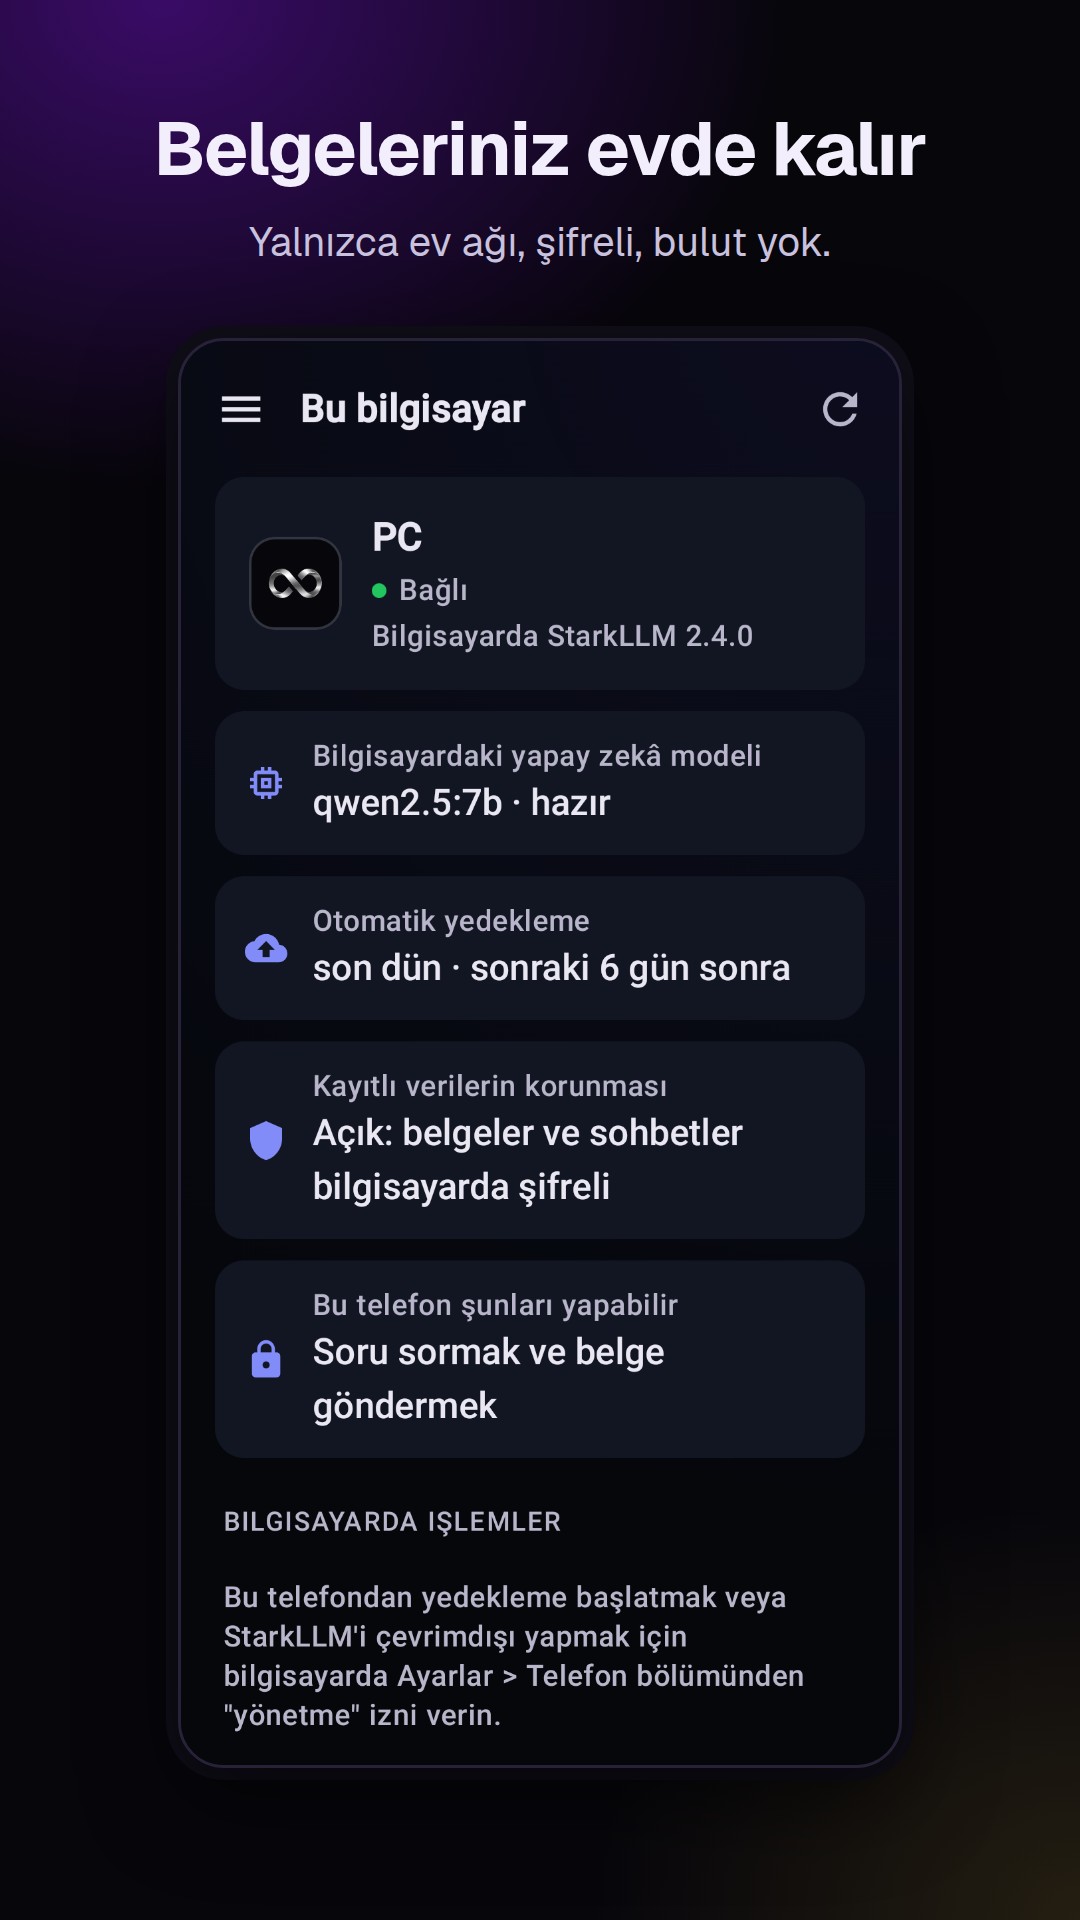 Belgeleriniz evde kalır
Yalnızca ev ağı, şifreli, bulut yok.
Bu bilgisayar
PC
Bağlı
Bilgisayarda StarkLLM 2.4.0
Bilgisayardaki yapay zekâ modeli
qwen2.5:7b · hazır
Otomatik yedekleme
son dün · sonraki 6 gün sonra
Kayıtlı verilerin korunması
Açık: belgeler ve sohbetler
bilgisayarda şifreli
Bu telefon şunları yapabilir
Soru sormak ve belge
göndermek
BILGISAYARDA IŞLEMLER
Bu telefondan yedekleme başlatmak veya
StarkLLM'i çevrimdışı yapmak için
bilgisayarda Ayarlar > Telefon bölümünden
"yönetme" izni verin.